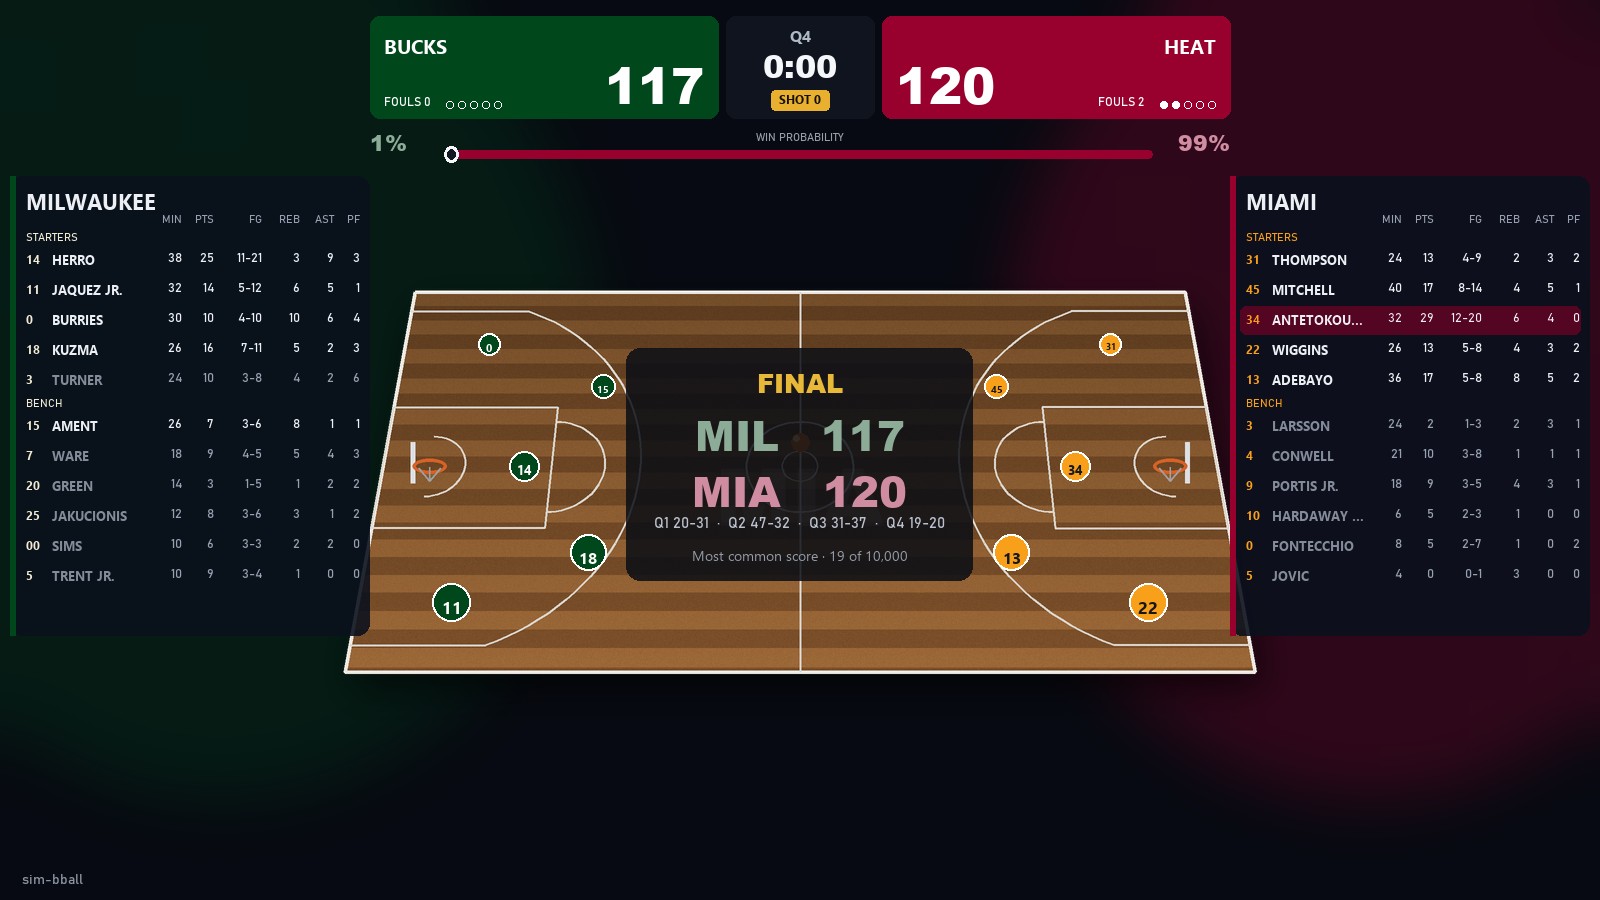 BUCKS
117
FOULS 0
Q4
0:00
SHOT 0
HEAT
120
FOULS 2
1%
WIN PROBABILITY
99%
MILWAUKEE
MIN PTS FG REB AST PF
STARTERS
14 HERRO 38 25 11-21 3 9 3
11 JAQUEZ JR. 32 14 5-12 6 5 1
0 BURRIES 30 10 4-10 10 6 4
18 KUZMA 26 16 7-11 5 2 3
3 TURNER 24 10 3-8 4 2 6
BENCH
15 AMENT 26 7 3-6 8 1 1
7 WARE 18 9 4-5 5 4 3
20 GREEN 14 3 1-5 1 2 2
25 JAKUCIONIS 12 8 3-6 3 1 2
00 SIMS 10 6 3-3 2 2 0
5 TRENT JR. 10 9 3-4 1 0 0
MIAMI
MIN PTS FG REB AST PF
STARTERS
31 THOMPSON 24 13 4-9 2 3 2
45 MITCHELL 40 17 8-14 4 5 1
34 ANTETOKOU... 32 29 12-20 6 4 0
22 WIGGINS 26 13 5-8 4 3 2
13 ADEBAYO 36 17 5-8 8 5 2
BENCH
3 LARSSON 24 2 1-3 2 3 1
4 CONWELL 21 10 3-8 1 1 1
9 PORTIS JR. 18 9 3-5 4 3 1
10 HARDAWAY ... 6 5 2-3 1 0 0
0 FONTECCHIO 8 5 2-7 1 0 2
5 JOVIC 4 0 0-1 3 0 0
0
15
14
18
11
31
45
34
13
22
FINAL
MIL 117
MIA 120
Q1 20-31 · Q2 47-32 · Q3 31-37 · Q4 19-20
Most common score · 19 of 10,000
sim-bball